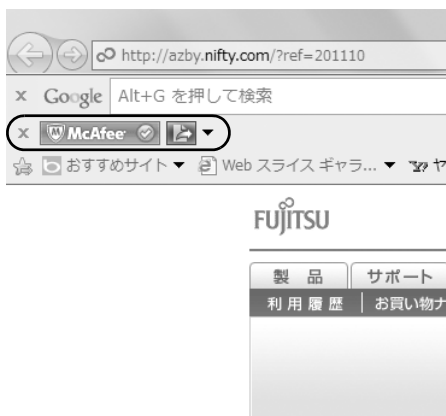 http://azby.nifty.com/?ref=201110
x Google Alt+G を押して検索
x McAfee
おすすめサイト ▼ Web スライス ギャラ... ▼ ヤ
FUJITSU
製 品 サポート
利用履歴 お買い物ナ